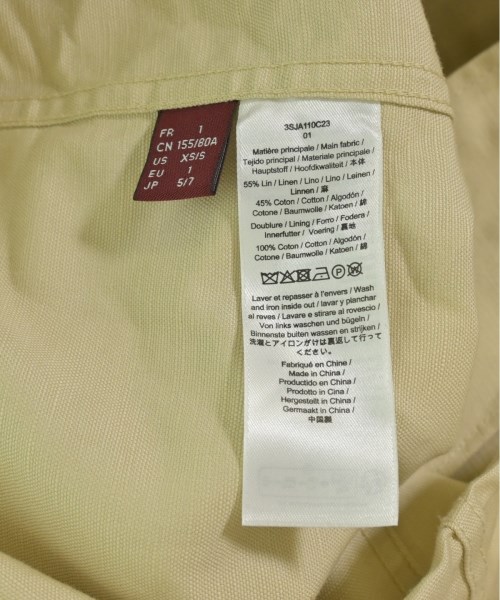 FR 1
CN 155/80A
US XS/S
EU 1
JP 5/7
3SJA110C23
01
Matière principale / Main fabric /
Tejido principal / Materiale principale /
Hauptstoff / Hoofdkwaliteit / 本体
55% Lin / Linen / Lino / Lino / Leinen /
Linnen / 麻
45% Coton / Cotton / Algodón /
Cotone / Baumwolle / Katoen / 綿
Doublure / Lining / Forro / Fodera /
Innenfutter / Voering / 裏地
100% Coton / Cotton / Algodón /
Cotone / Baumwolle / Katoen / 綿
Laver et repasser à l'envers / Wash
and iron inside out / lavar y planchar
al reves / Lavare e stirare al rovescio /
Von links waschen und bügeln /
Binnenste buiten wassen en strijken /
洗濯とアイロンがけは裏返して行って
ください
Fabriqué en Chine /
Made in China /
Productido en China /
Prodotto in Cina /
Hergestellt in China /
Germaakt in China /
中国製